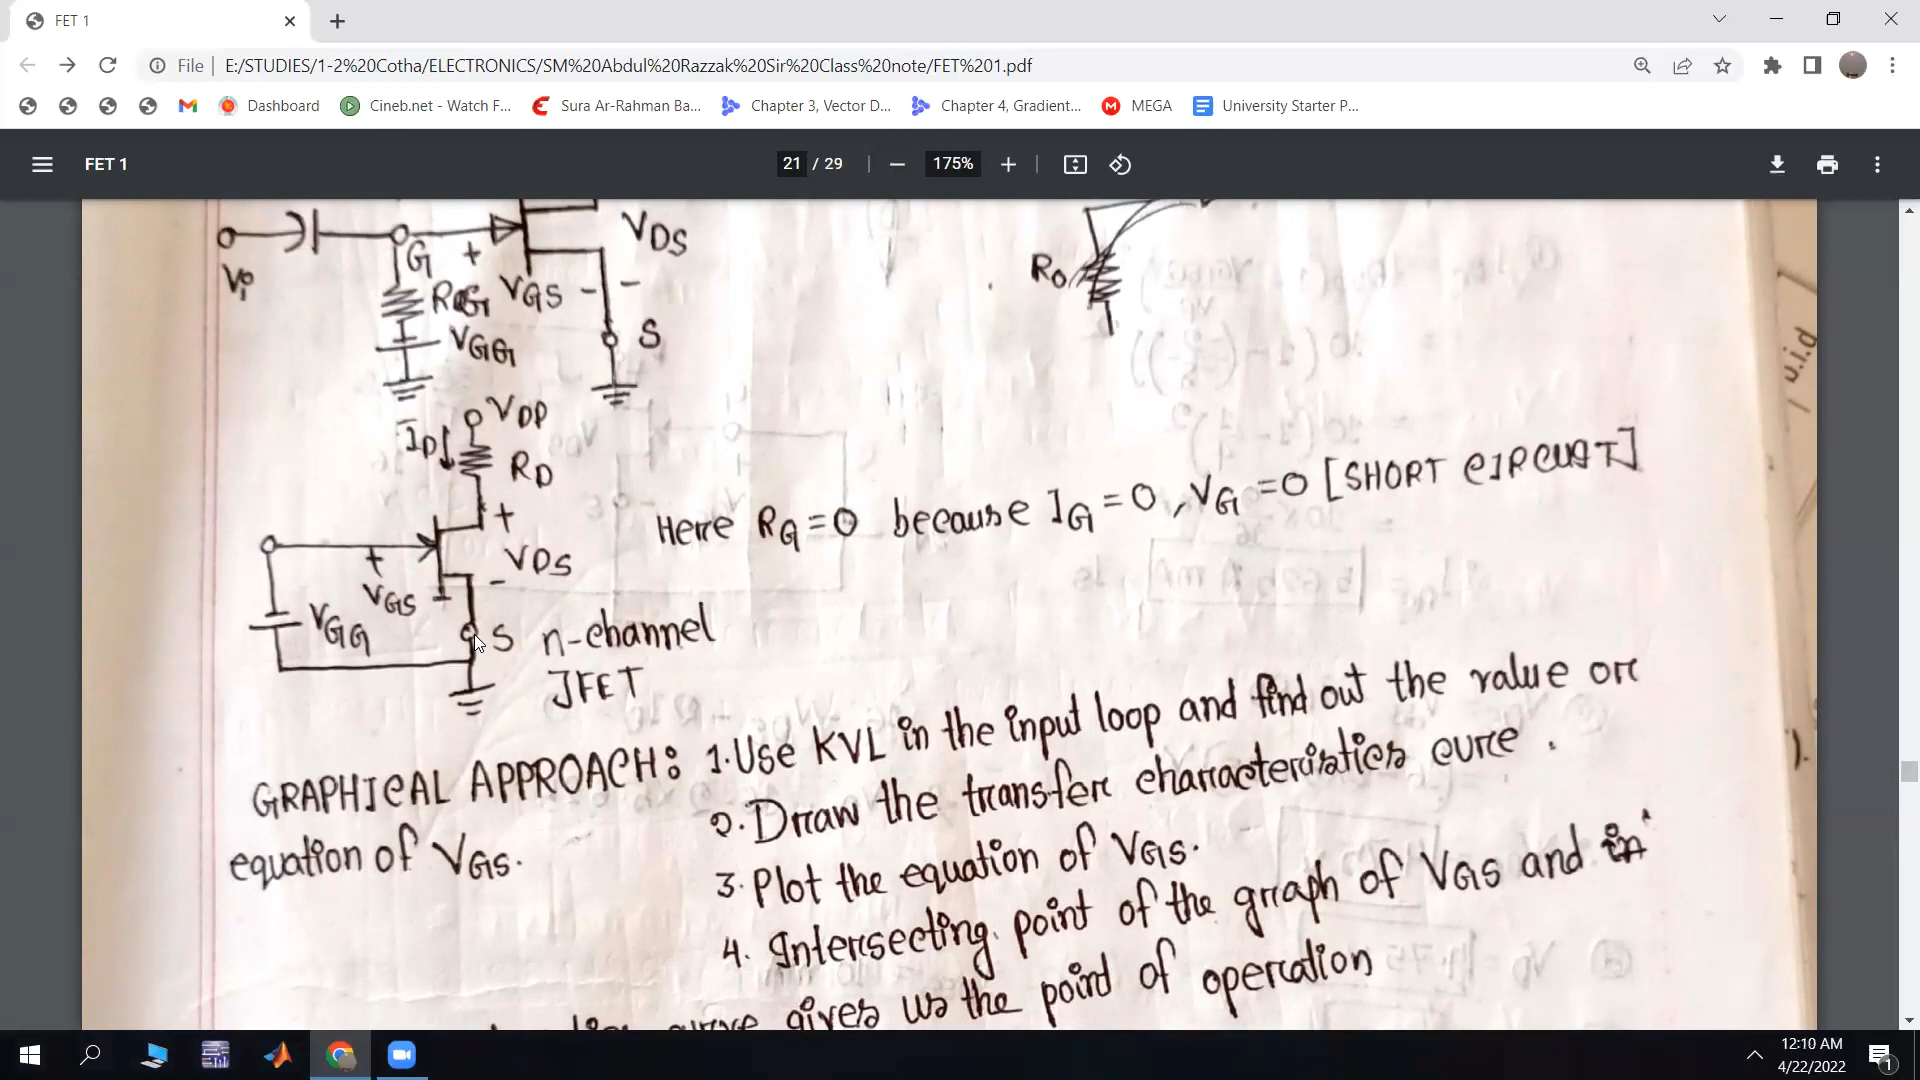 FET 1
File
E:/STUDIES/1-2%20Cotha/ELECTRONICS/SM%20Abdul%20Razzak%20Sir%20Class%20note/FET%201.pdf
Dashboard
Cineb.net - Watch F...
Sura Ar-Rahman Ba...
Chapter 3, Vector D...
Chapter 4, Gradient...
MEGA
University Starter P...
FET 1
21 / 29
175%
G + VDS
Vi
RG VGS - -
VGG
S
RO
VDD
ID
RD
+
Here RG=0 because IG=0, VG=0 [SHORT CIRCUIT]
+ VDS
VGS -
VGG
S n-channel
JFET
GRAPHICAL APPROACH: 1. Use KVL in the input loop and find out the value or
equation of VGS.
2. Draw the transfer characteristics curve.
3. Plot the equation of VGS.
4. Intersecting point of the graph of VGS and
curve gives us the point of operation
12:10 AM
4/22/2022
1